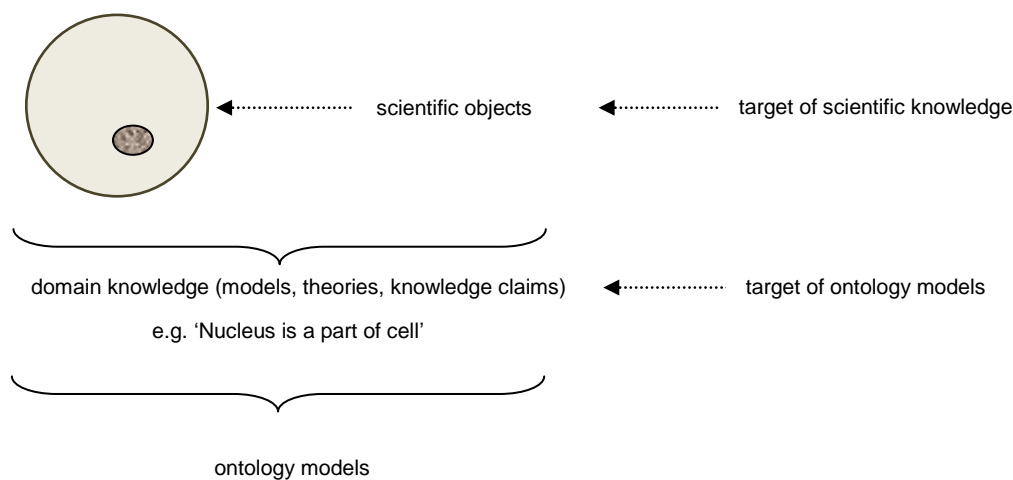 scientific objects
target of scientific knowledge
domain knowledge (models, theories, knowledge claims)
target of ontology models
e.g. ‘Nucleus is a part of cell’
ontology models